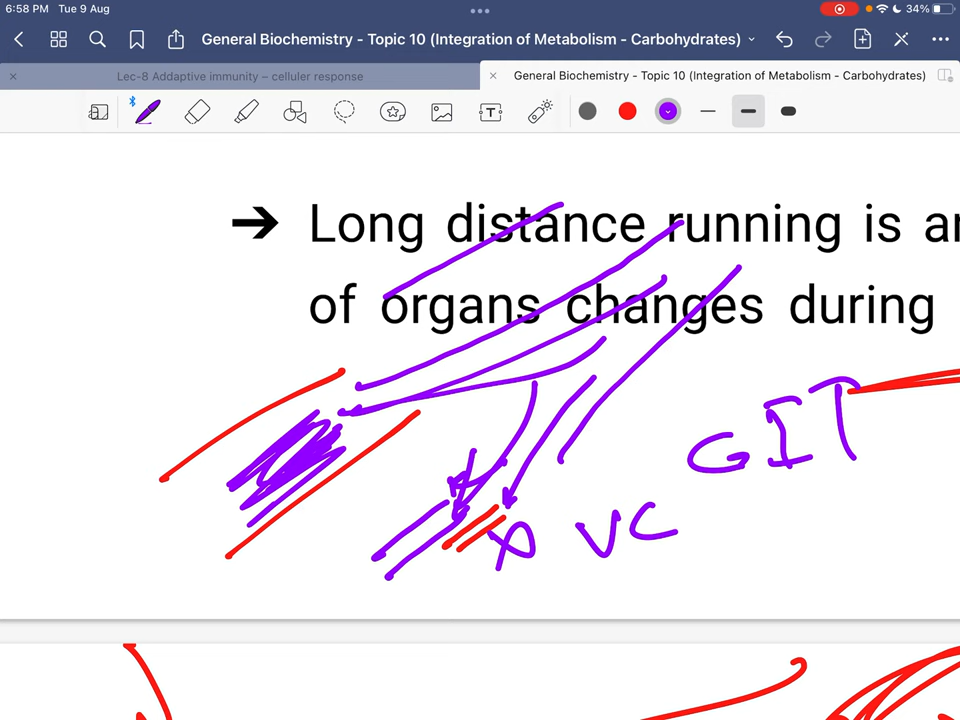 6:58 PM Tue 9 Aug 34%
General Biochemistry - Topic 10 (Integration of Metabolism - Carbohydrates)
Lec-8 Addaptive immunity – celluler response
General Biochemistry - Topic 10 (Integration of Metabolism - Carbohydrates)
T
➔ Long distance running is
of organs changes during
GIT
VC